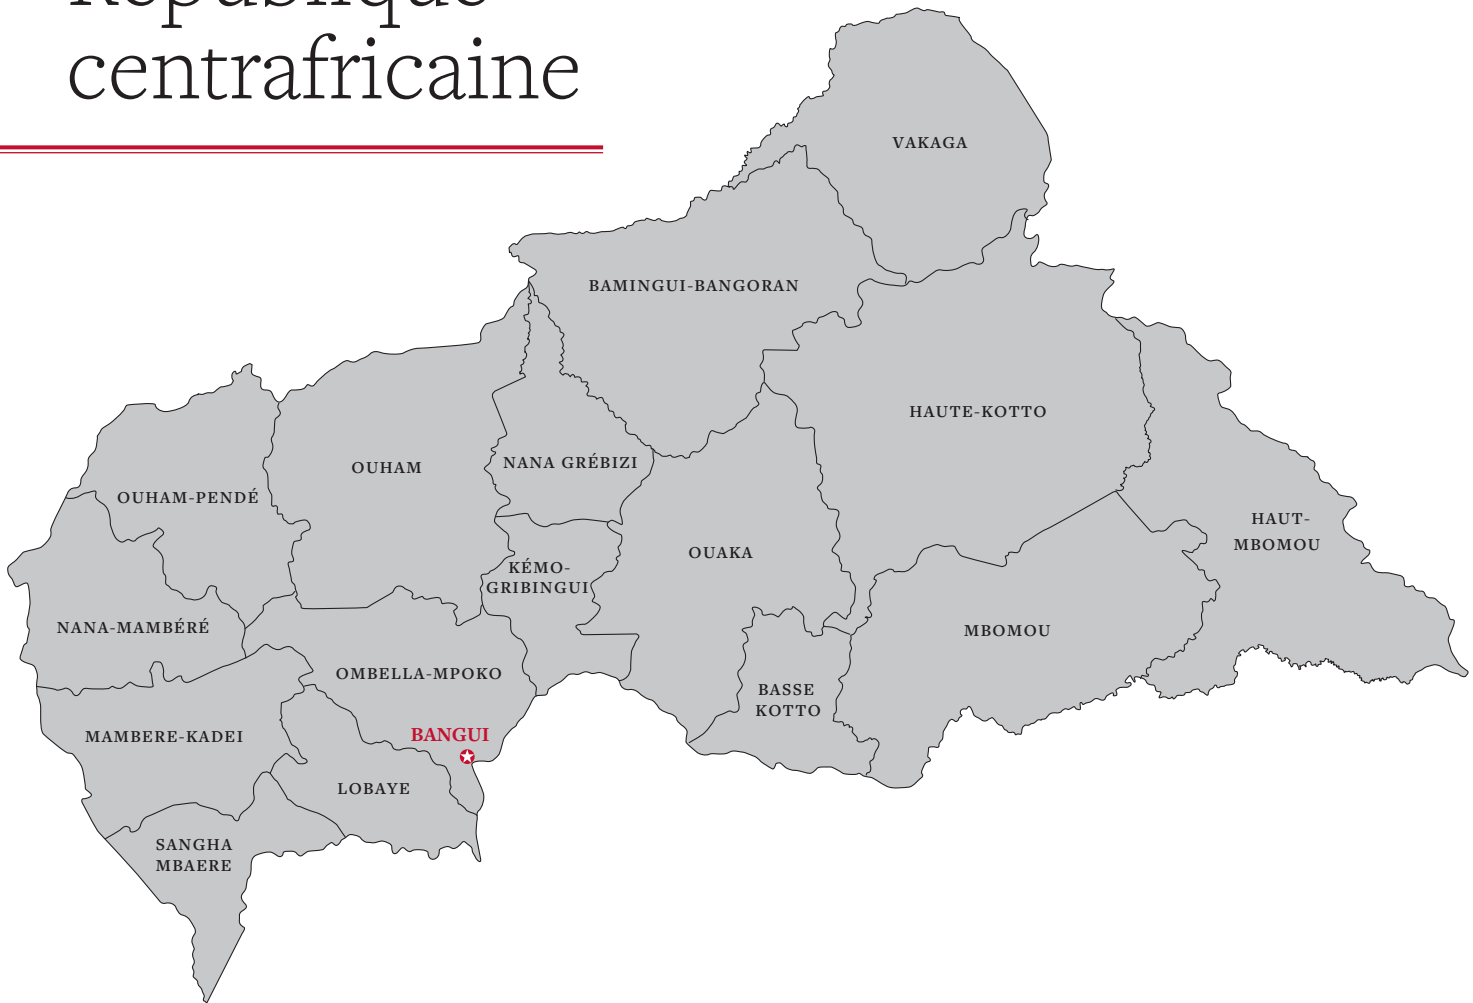 République
centrafricaine
VAKAGA
BAMINGUI-BANGORAN
HAUTE-KOTTO
OUHAM
NANA GRÉBIZI
OUHAM-PENDÉ
HAUT-
MBOMOU
OUAKA
KÉMO-
GRIBINGUI
NANA-MAMBÉRÉ
MBOMOU
OMBELLA-MPOKO
BASSE
KOTTO
BANGUI
MAMBERE-KADEI
LOBAYE
SANGHA
MBAERE